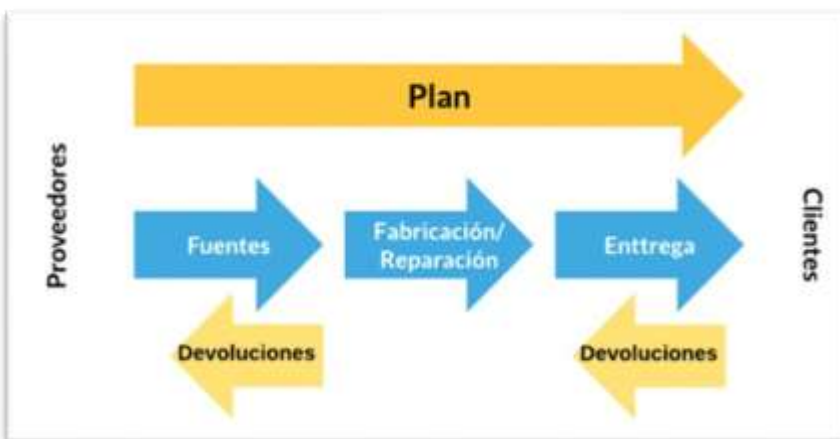 Plan
Proveedores
Fuentes
Fabricación/
Reparación
Enttrega
Clientes
Devoluciones
Devoluciones